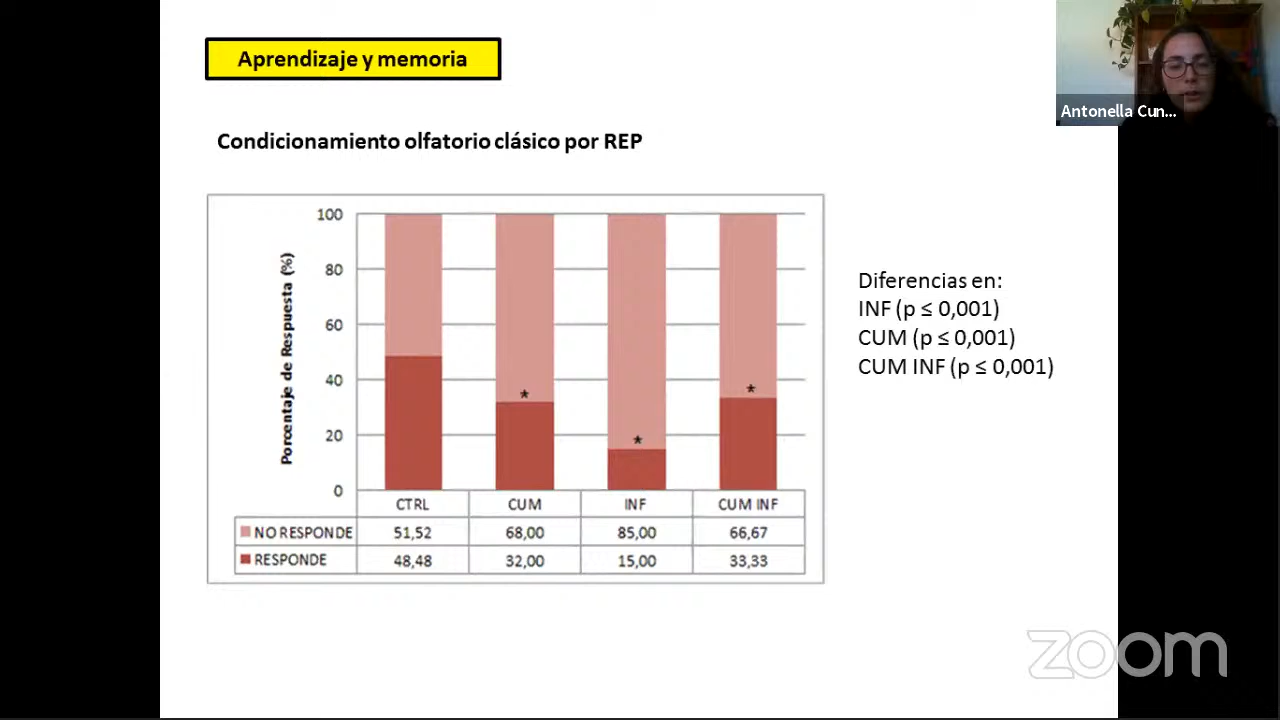 Aprendizaje y memoria
Antonella Cun...
Condicionamiento olfatorio clásico por REP
Porcentaje de Respuesta (%)
100
80
60
40
20
0
* * *
CTRL CUM INF CUM INF
NO RESPONDE 51,52 68,00 85,00 66,67
RESPONDE 48,48 32,00 15,00 33,33
Diferencias en:
INF (p ≤ 0,001)
CUM (p ≤ 0,001)
CUM INF (p ≤ 0,001)
zoom